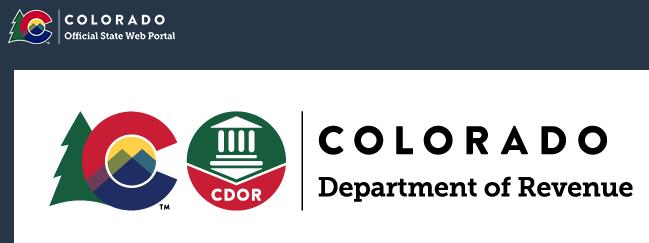 COLORADO
Official State Web Portal
TM
CDOR
COLORADO
Department of Revenue